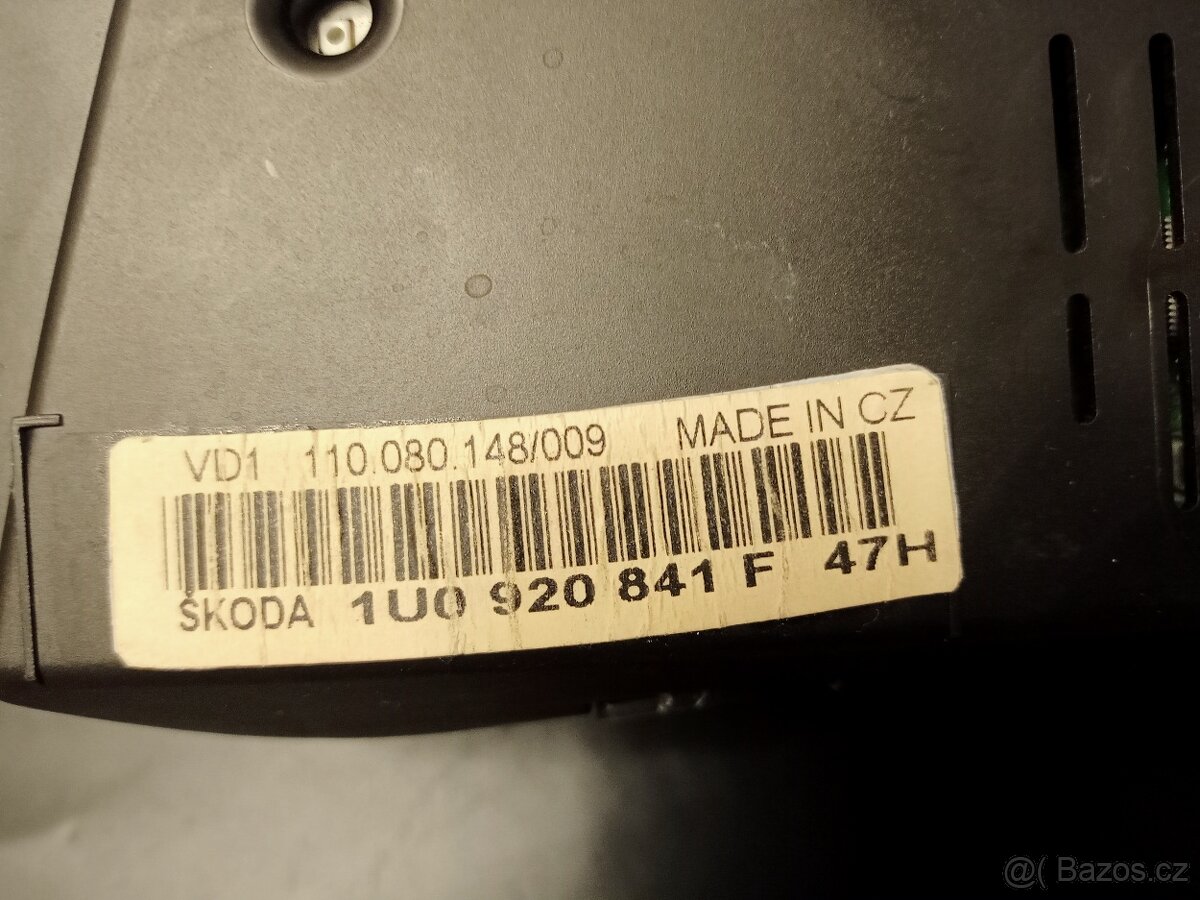 VD1 110.080.148/009 MADE IN CZ
ŠKODA 1U0 920 841 F 47H
@( Bazos.cz